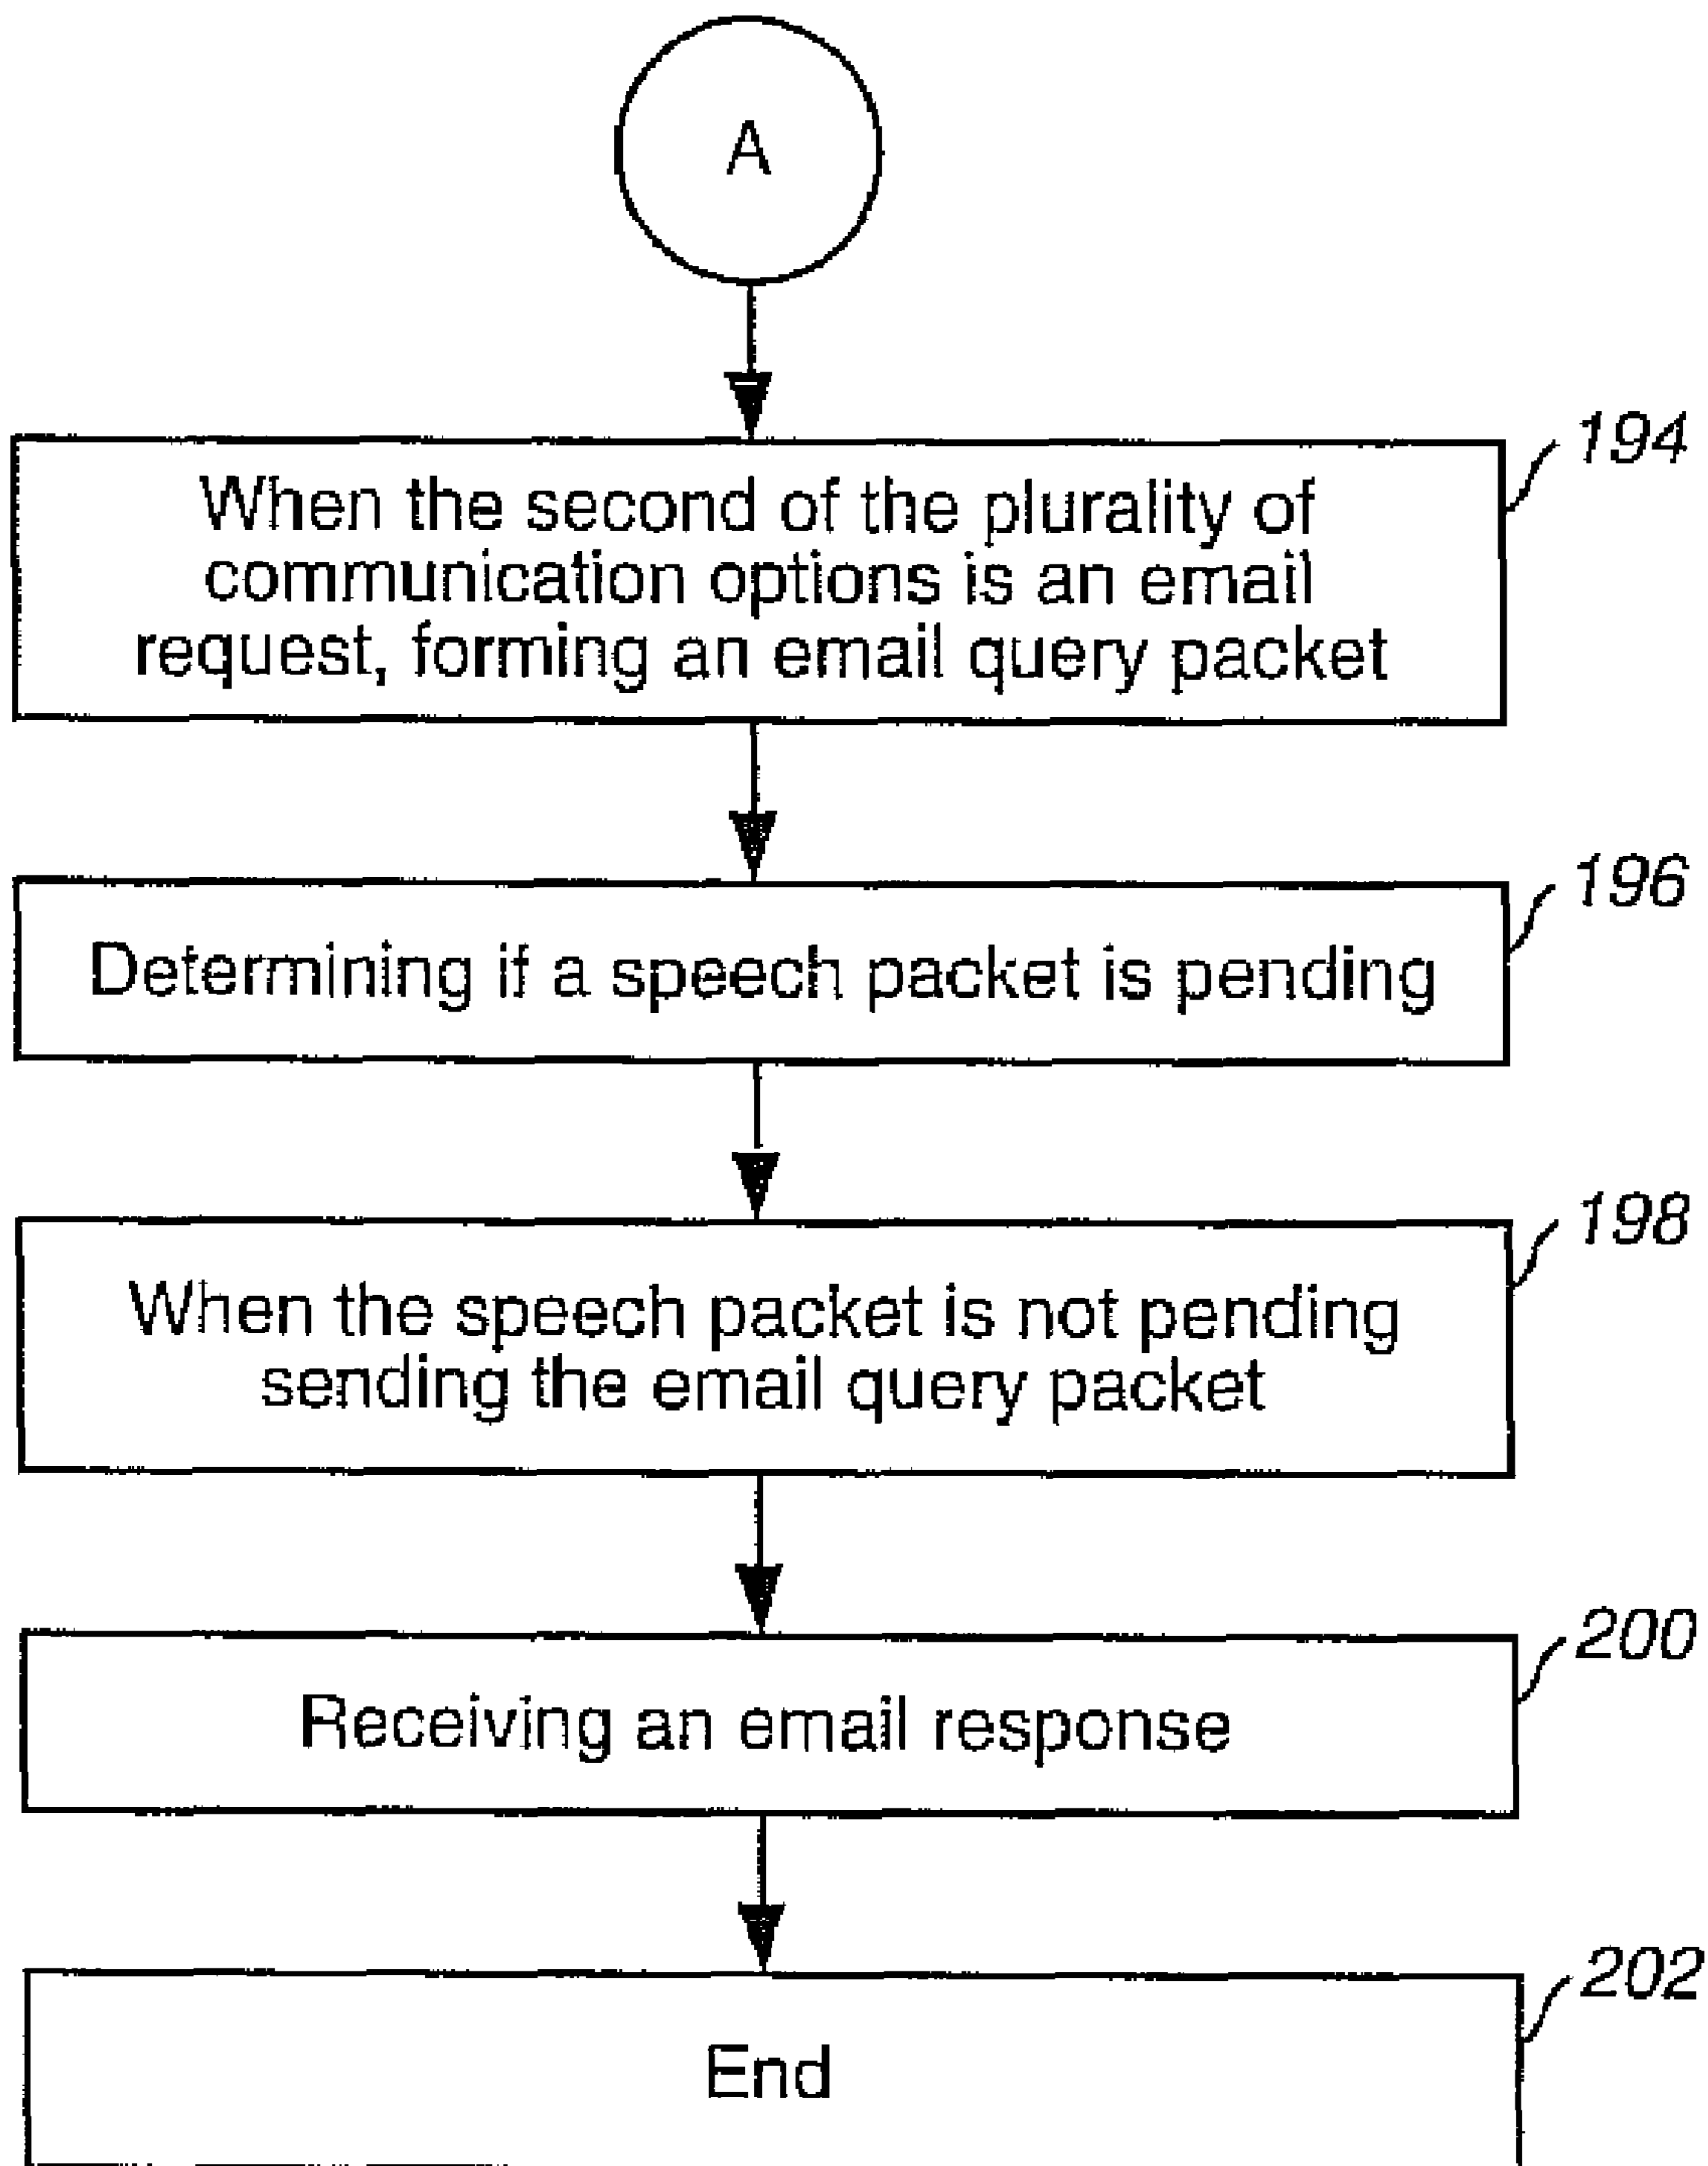 A
194
When the second of the plurality of
communication options is an email
request, forming an email query packet
196
Determining if a speech packet is pending
198
When the speech packet is not pending
sending the email query packet
200
Receiving an email response
202
End